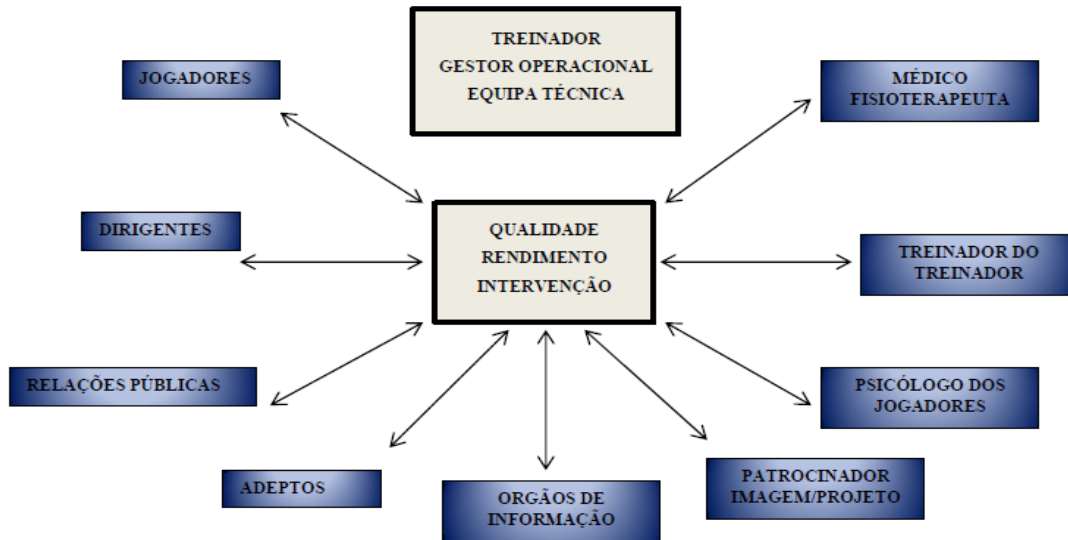 TREINADOR
GESTOR OPERACIONAL
EQUIPA TÉCNICA
JOGADORES
MÉDICO
FISIOTERAPEUTA
DIRIGENTES
QUALIDADE
RENDIMENTO
INTERVENÇÃO
TREINADOR DO
TREINADOR
RELAÇÕES PÚBLICAS
PSICÓLOGO DOS
JOGADORES
ADEPTOS
ORGÃOS DE
INFORMAÇÃO
PATROCINADOR
IMAGEM/PROJETO